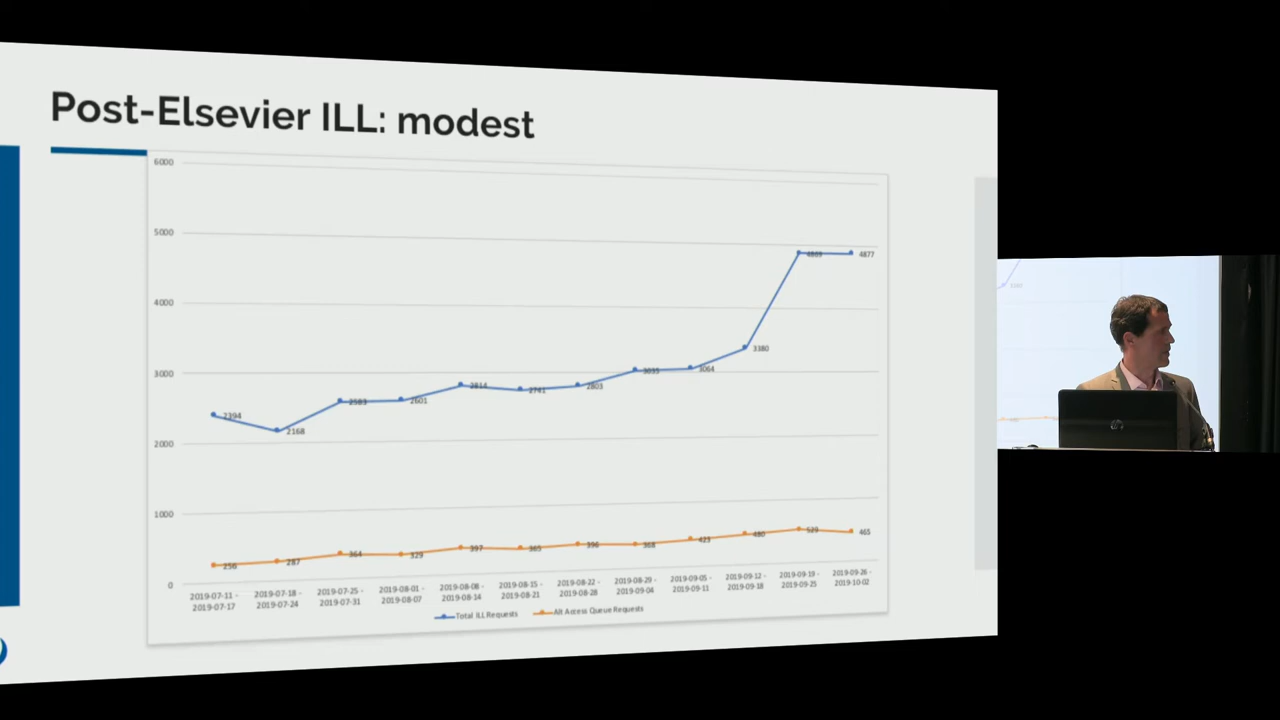 Post-Elsevier ILL: modest
6000
5000
4000
3000
2000
1000
0
2394
2168
2583
2601
2814
2741
2803
3035
3064
3380
4877
256
287
364
329
397
365
396
368
423
480
529
465
2019-07-11 - 2019-07-17
2019-07-18 - 2019-07-24
2019-07-25 - 2019-07-31
2019-08-01 - 2019-08-07
2019-08-08 - 2019-08-14
2019-08-15 - 2019-08-21
2019-08-22 - 2019-08-28
2019-08-29 - 2019-09-04
2019-09-05 - 2019-09-11
2019-09-12 - 2019-09-18
2019-09-19 - 2019-09-25
2019-09-26 - 2019-10-02
Total ILL Requests
Alt Access Queue Requests